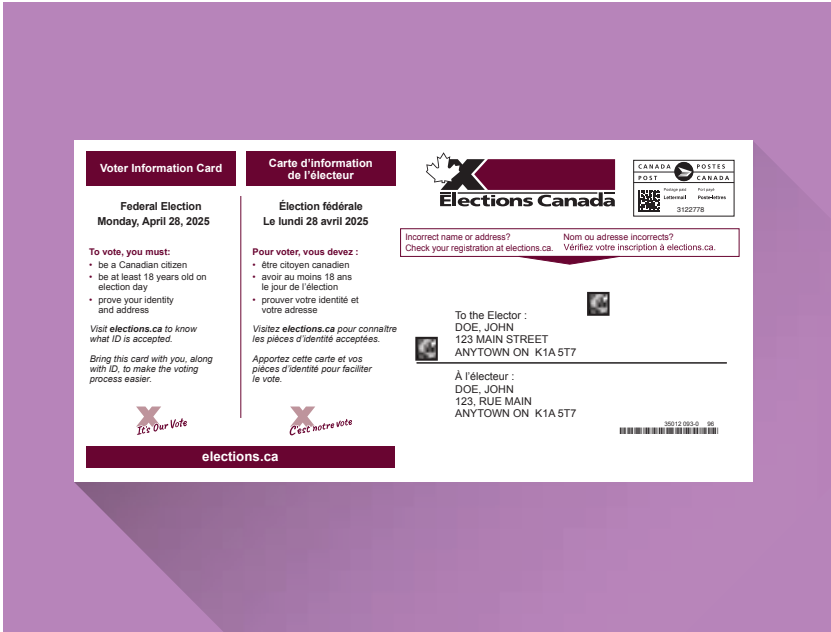 Voter Information Card
Federal Election
Monday, April 28, 2025
To vote, you must:
• be a Canadian citizen
• be at least 18 years old on
election day
• prove your identity
and address
Visit elections.ca to know
what ID is accepted.
Bring this card with you, along
with ID, to make the voting
process easier.
It's Our Vote
Carte d'information
de l'électeur
Élection fédérale
Le lundi 28 avril 2025
Pour voter, vous devez :
• être citoyen canadien
• avoir au moins 18 ans
le jour de l'élection
• prouver votre identité et
votre adresse
Visitez elections.ca pour connaître
les pièces d'identité acceptées.
Apportez cette carte et vos
pièces d'identité pour faciliter
le vote.
C'est notre vote
elections.ca
Elections Canada
CANADA POSTES
POST CANADA
Postage paid Port payé
Lettermail Poste-lettres
3122778
Incorrect name or address?
Check your registration at elections.ca.
Nom ou adresse incorrects?
Vérifiez votre inscription à elections.ca.
To the Elector :
DOE, JOHN
123 MAIN STREET
ANYTOWN ON K1A 5T7
À l'électeur :
DOE, JOHN
123, RUE MAIN
ANYTOWN ON K1A 5T7
35012 093-0 96